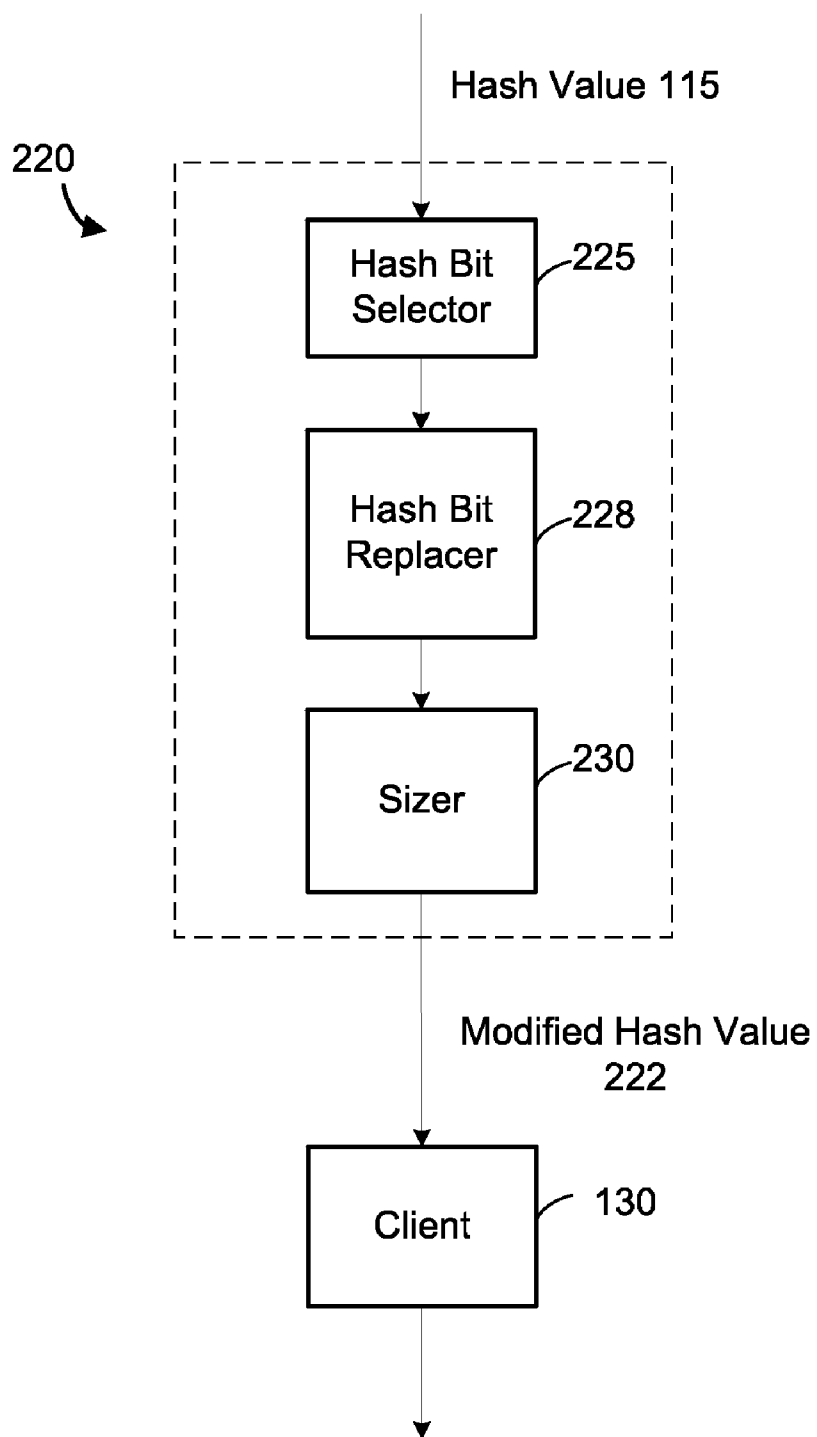 Hash Value 115
220
Hash Bit
Selector
225
Hash Bit
Replacer
228
Sizer
230
Modified Hash Value
222
Client
130